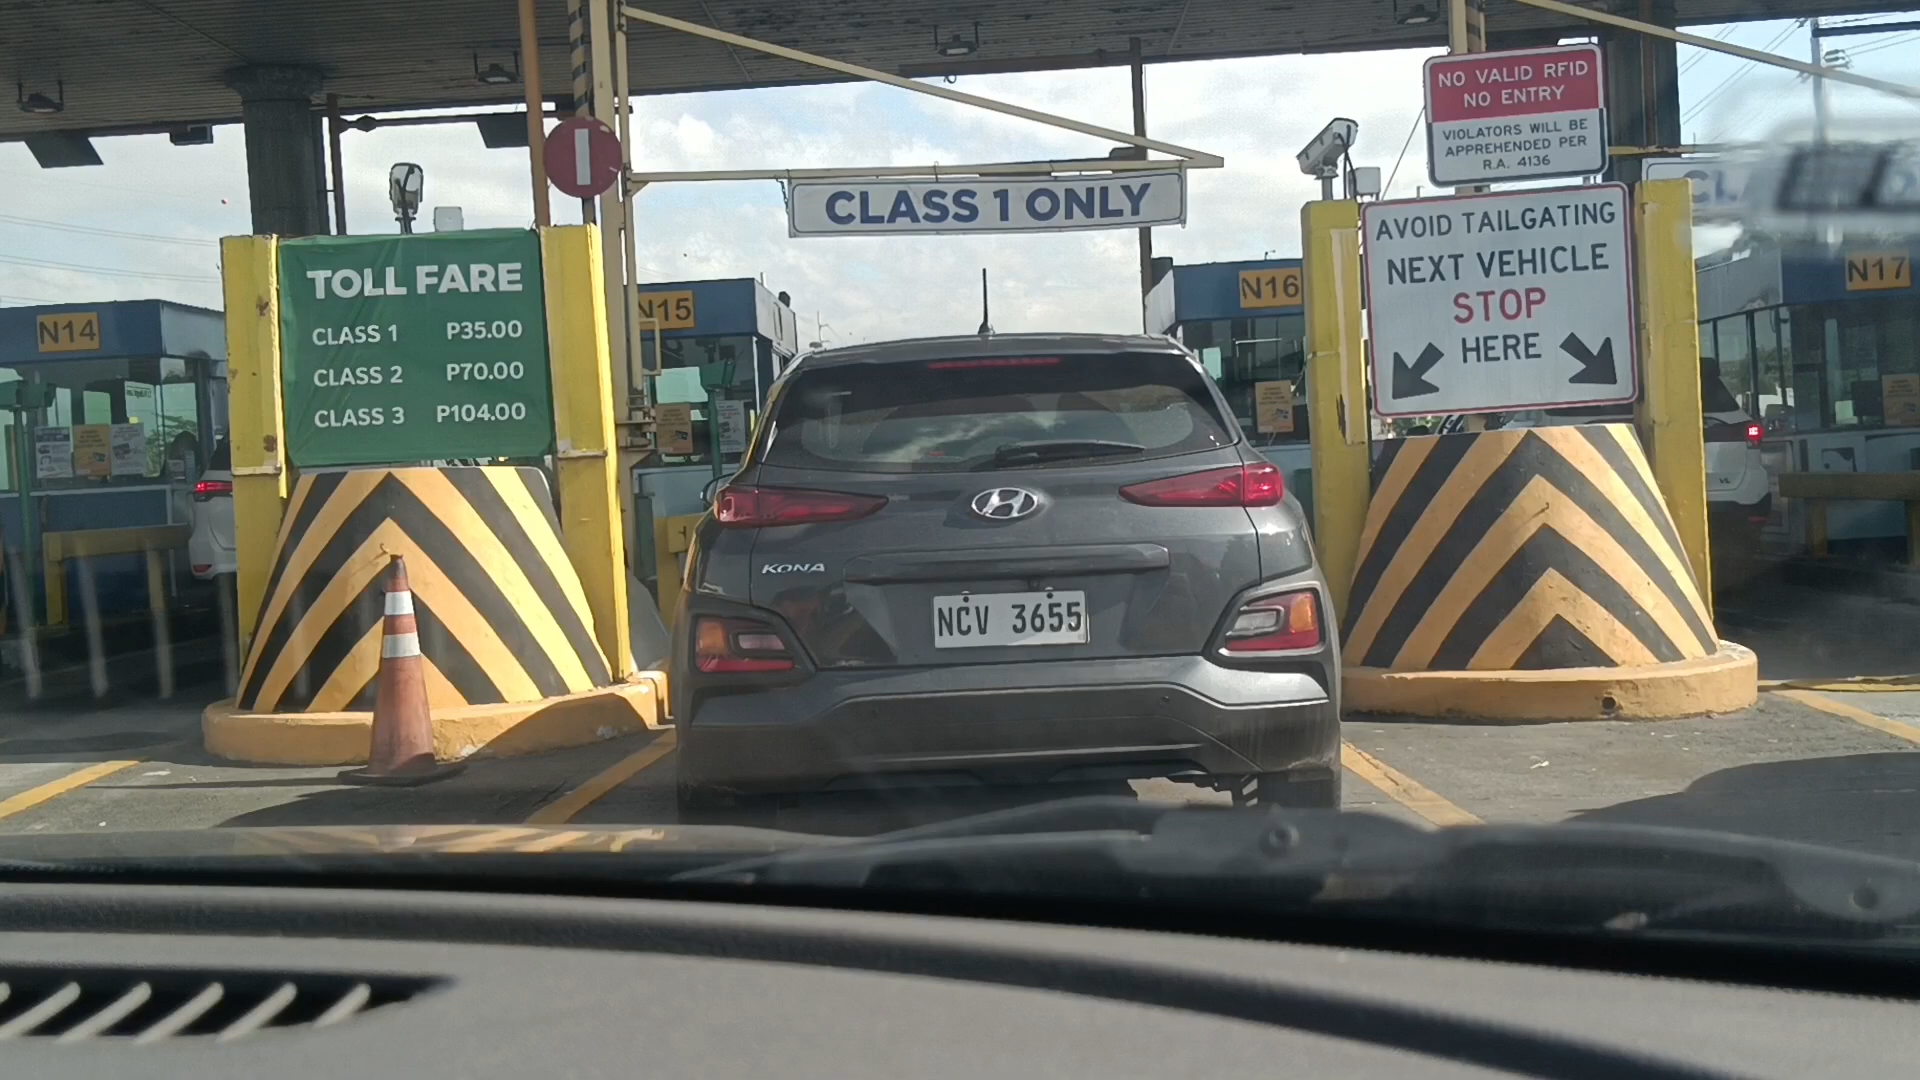 NO VALID RFID
NO ENTRY
VIOLATORS WILL BE
APPREHENDED PER
R.A. 4136
CLASS 1 ONLY
AVOID TAILGATING
NEXT VEHICLE
STOP
HERE
TOLL FARE
CLASS 1 P35.00
CLASS 2 P70.00
CLASS 3 P104.00
N14
N15
N16
N17
KONA
NCV 3655